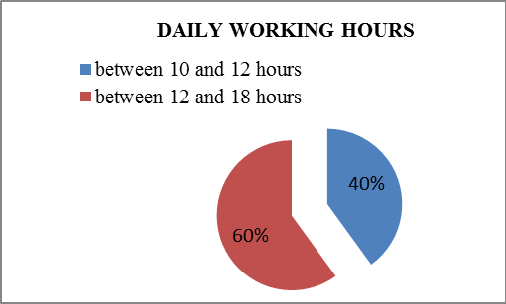 DAILY WORKING HOURS
between 10 and 12 hours
between 12 and 18 hours
40%
60%